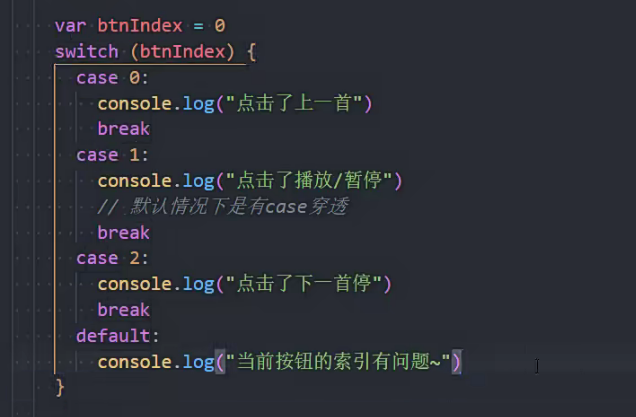 var btnIndex = 0
switch (btnIndex) {
case 0:
console.log("点击了上一首")
break
case 1:
console.log("点击了播放/暂停")
// 默认情况下是有case穿透
break
case 2:
console.log("点击了下一首停")
break
default:
console.log("当前按钮的索引有问题~")
}